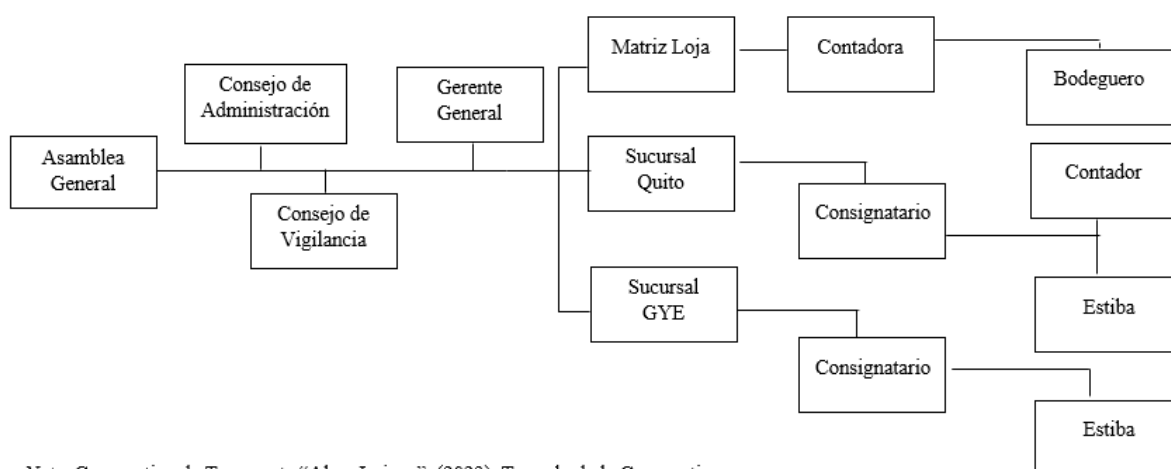 Asamblea
General
Consejo de
Administración
Consejo de
Vigilancia
Gerente
General
Matriz Loja
Contadora
Bodeguero
Sucursal
Quito
Consignatario
Contador
Estiba
Sucursal
GYE
Consignatario
Estiba